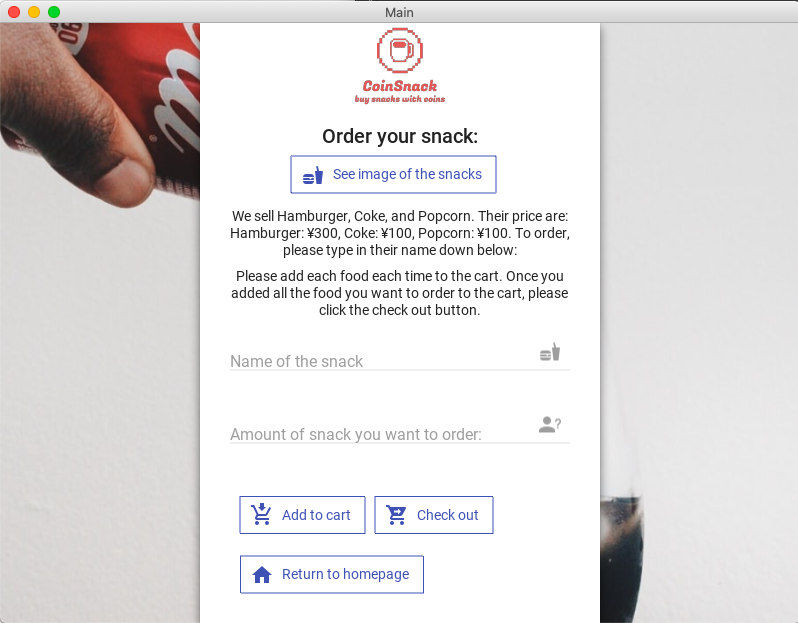 Main
CoinSnack
buy snacks with coins
Order your snack:
See image of the snacks
We sell Hamburger, Coke, and Popcorn. Their price are:
Hamburger: ¥300, Coke: ¥100, Popcorn: ¥100. To order,
please type in their name down below:
Please add each food each time to the cart. Once you
added all the food you want to order to the cart, please
click the check out button.
Name of the snack
Amount of snack you want to order:
Add to cart
Check out
Return to homepage